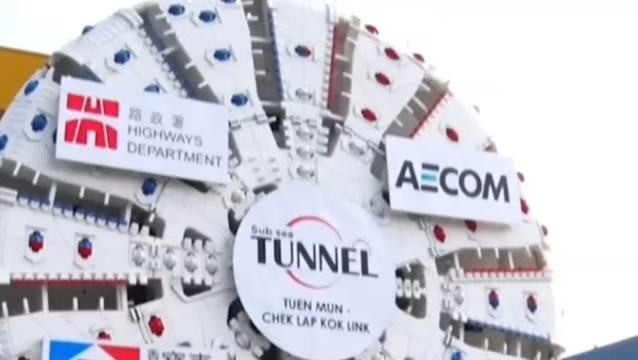 路政署
HIGHWAYS
DEPARTMENT
AECOM
Sub-sea
TUNNEL
TUEN MUN -
CHEK LAP KOK LINK